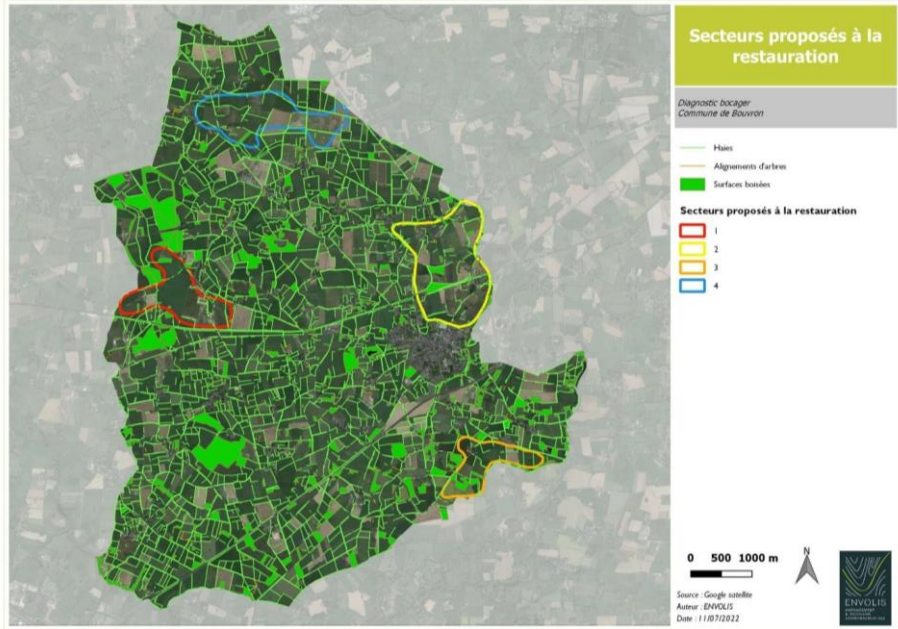 Secteurs proposés à la
restauration
Diagnostic bocager
Commune de Bouvron
Haies
Alignements d'arbres
Surfaces boisées
Secteurs proposés à la restauration
1
2
3
4
0 500 1000 m
N
Source : Google satellite
Auteur : ENVOLIS
Date : 11/07/2022
ENVOLIS